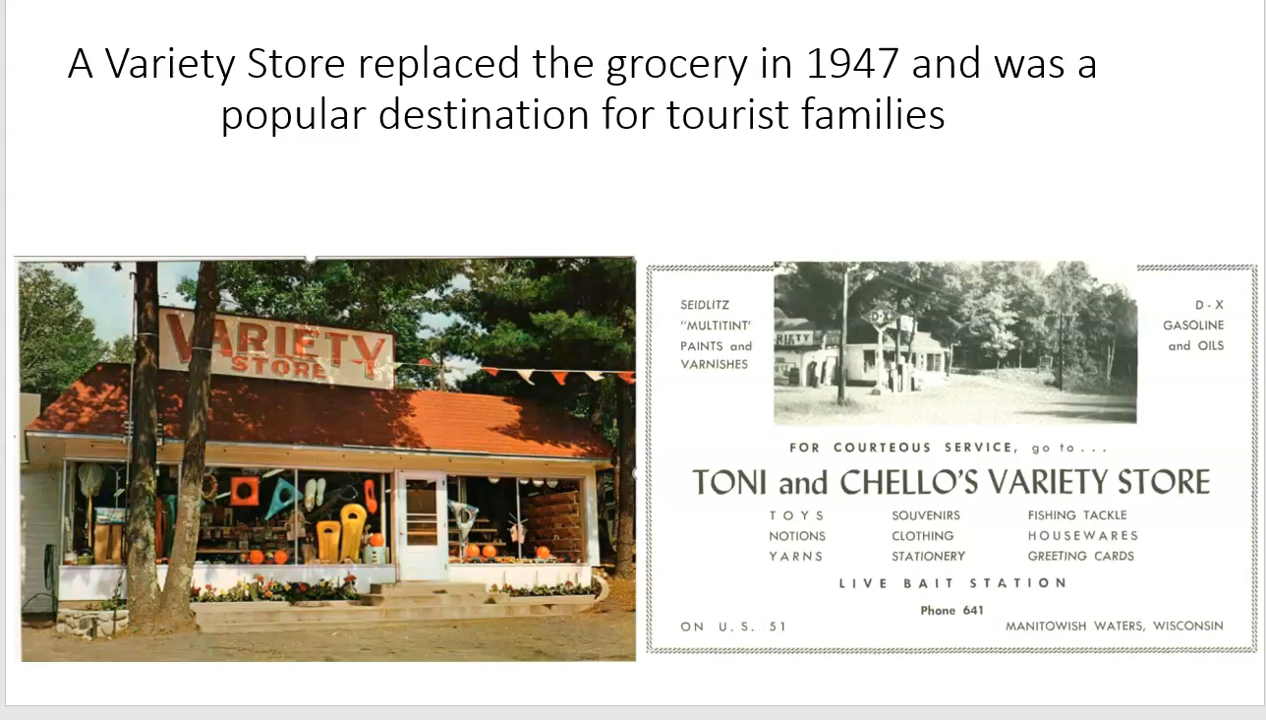 A Variety Store replaced the grocery in 1947 and was a
popular destination for tourist families
VARIETY
STORE
SEIDLITZ
"MULTITINT"
PAINTS and
VARNISHES
D-X
RIETY
D - X
GASOLINE
and OILS
FOR COURTEOUS SERVICE, go to...
TONI and CHELLO'S VARIETY STORE
TOYS SOUVENIRS FISHING TACKLE
NOTIONS CLOTHING HOUSEWARES
YARNS STATIONERY GREETING CARDS
LIVE BAIT STATION
Phone 641
ON U.S. 51 MANITOWISH WATERS, WISCONSIN